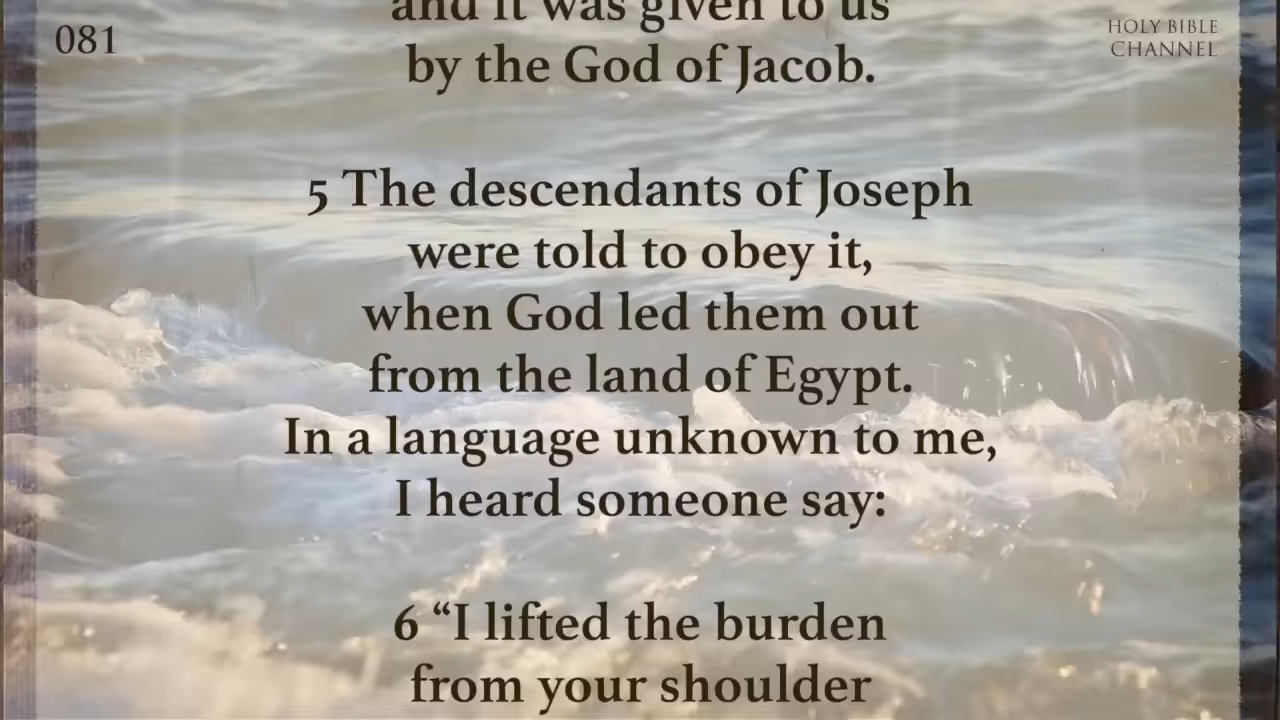 and it was given to us
by the God of Jacob.
081
HOLY BIBLE
CHANNEL
5 The descendants of Joseph
were told to obey it,
when God led them out
from the land of Egypt.
In a language unknown to me,
I heard someone say:
6 “I lifted the burden
from your shoulder